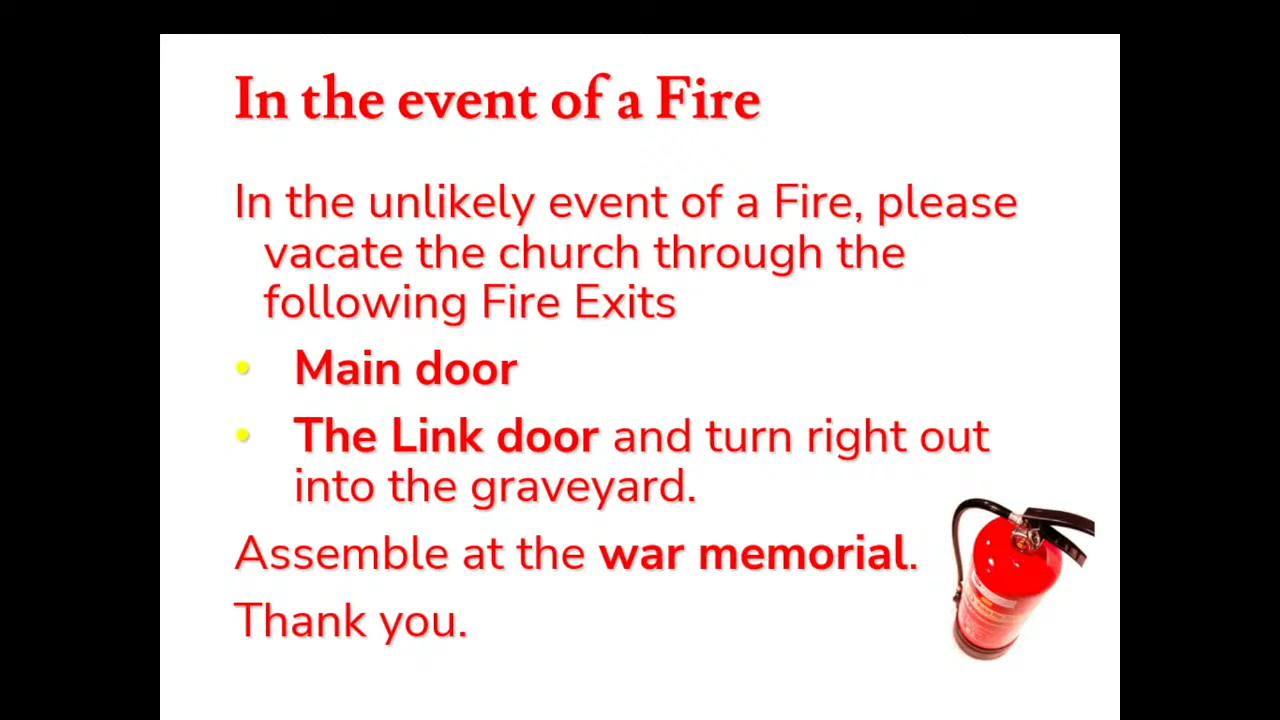 In the event of a Fire
In the unlikely event of a Fire, please
vacate the church through the
following Fire Exits
• Main door
• The Link door and turn right out
into the graveyard.
Assemble at the war memorial.
Thank you.